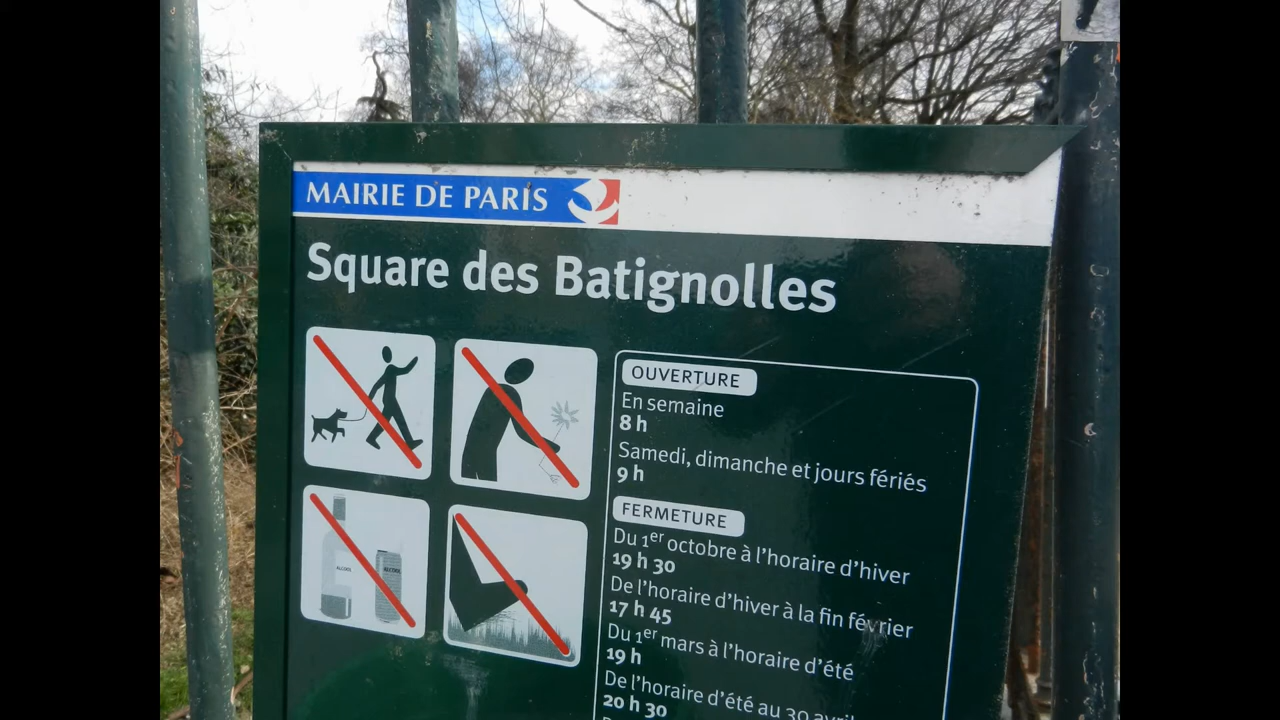 MAIRIE DE PARIS
Square des Batignolles
OUVERTURE
En semaine
8 h
Samedi, dimanche et jours fériés
9 h
FERMETURE
Du 1er octobre à l'horaire d'hiver
19 h 30
De l'horaire d'hiver à la fin février
17 h 45
Du 1er mars à l'horaire d'été
19 h
De l'horaire d'été au 30 avril
20 h 30
ALCOOL
ALCOOL